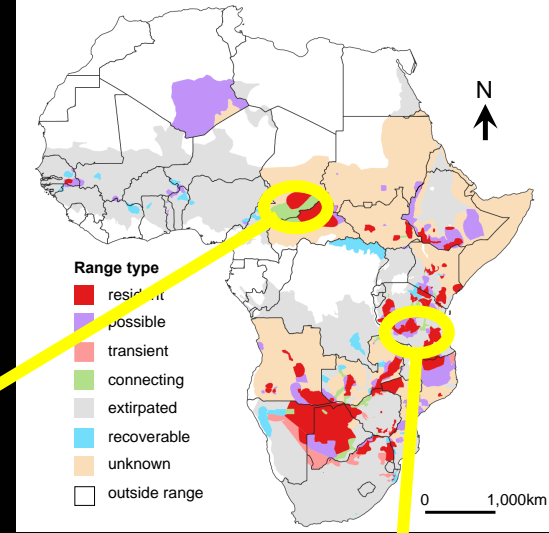 N
Range type
resident
possible
transient
connecting
extirpated
recoverable
unknown
outside range
0 1,000km